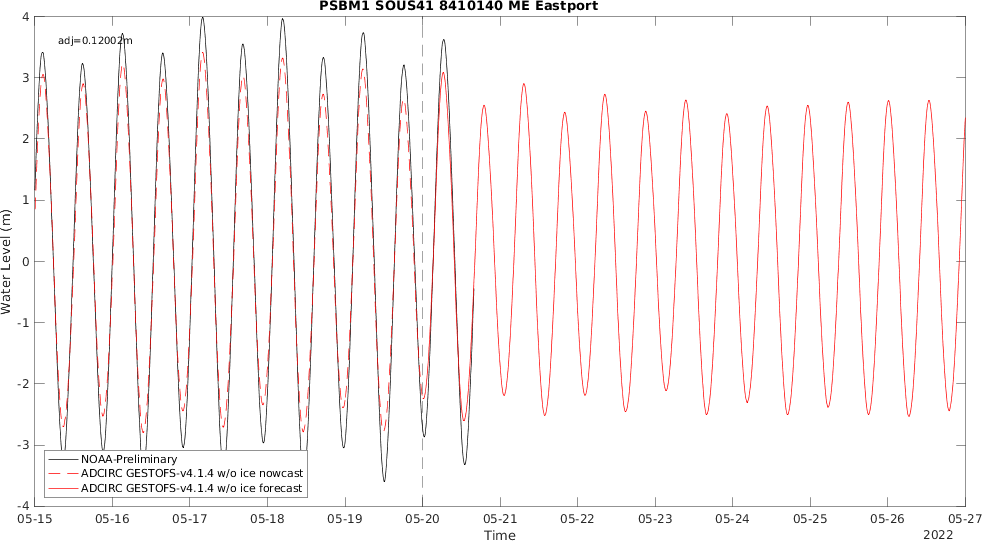 PSBM1 SOUS41 8410140 ME Eastport
adj=0.12002m
4
3
2
1
0
-1
-2
-3
-4
Water Level (m)
NOAA-Preliminary
ADCIRC GESTOFS-v4.1.4 w/o ice nowcast
ADCIRC GESTOFS-v4.1.4 w/o ice forecast
05-15 05-16 05-17 05-18 05-19 05-20 05-21 05-22 05-23 05-24 05-25 05-26 05-27
Time
2022